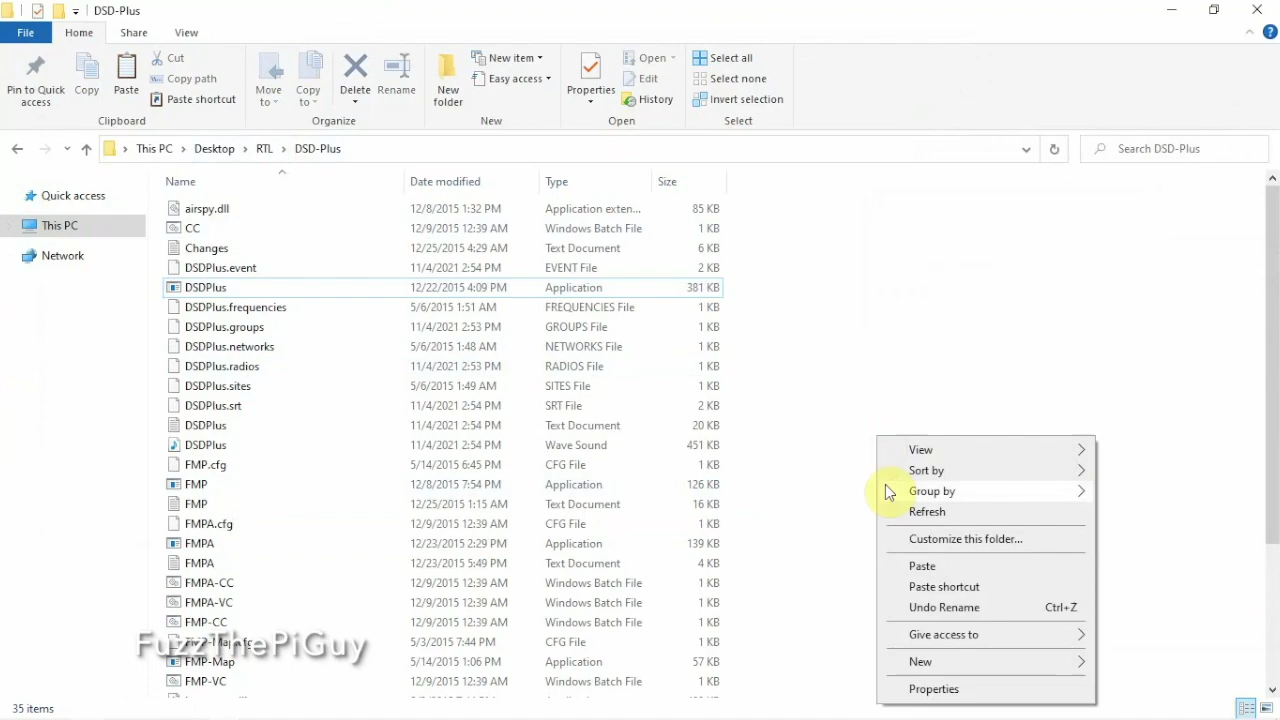 DSD-Plus
File Home Share View
Pin to Quick access
Copy
Paste
Cut
Copy path
Paste shortcut
Clipboard
Move to
Copy to
Delete
Rename
Organize
New folder
New item
Easy access
New
Properties
Open
Edit
History
Open
Select all
Select none
Invert selection
Select
This PC > Desktop > RTL > DSD-Plus
Search DSD-Plus
Quick access
This PC
Network
Name Date modified Type Size
airspy.dll 12/8/2015 1:32 PM Application exten... 85 KB
CC 12/9/2015 12:39 AM Windows Batch File 1 KB
Changes 12/25/2015 4:29 AM Text Document 6 KB
DSDPlus.event 11/4/2021 2:54 PM EVENT File 2 KB
DSDPlus 12/22/2015 4:09 PM Application 381 KB
DSDPlus.frequencies 5/6/2015 1:51 AM FREQUENCIES File 1 KB
DSDPlus.groups 11/4/2021 2:53 PM GROUPS File 1 KB
DSDPlus.networks 5/6/2015 1:48 AM NETWORKS File 1 KB
DSDPlus.radios 11/4/2021 2:53 PM RADIOS File 1 KB
DSDPlus.sites 5/6/2015 1:49 AM SITES File 1 KB
DSDPlus.srt 11/4/2021 2:54 PM SRT File 2 KB
DSDPlus 11/4/2021 2:54 PM Text Document 20 KB
DSDPlus 11/4/2021 2:54 PM Wave Sound 451 KB
FMP.cfg 5/14/2015 6:45 PM CFG File 1 KB
FMP 12/8/2015 7:54 PM Application 126 KB
FMP 12/25/2015 1:15 AM Text Document 16 KB
FMPA.cfg 12/9/2015 12:39 AM CFG File 1 KB
FMPA 12/23/2015 2:29 PM Application 139 KB
FMPA 12/23/2015 5:49 PM Text Document 4 KB
FMPA-CC 12/9/2015 12:39 AM Windows Batch File 1 KB
FMPA-VC 12/9/2015 12:39 AM Windows Batch File 1 KB
FMP-CC 12/9/2015 12:39 AM Windows Batch File 1 KB
FMP-Map.cfg 5/3/2015 7:44 PM CFG File 1 KB
FMP-Map 5/14/2015 1:06 PM Application 57 KB
FMP-VC 12/9/2015 12:39 AM Windows Batch File 1 KB
FuzzThePiGuy
View
Sort by
Group by
Refresh
Customize this folder...
Paste
Paste shortcut
Undo Rename Ctrl+Z
Give access to
New
Properties
35 items